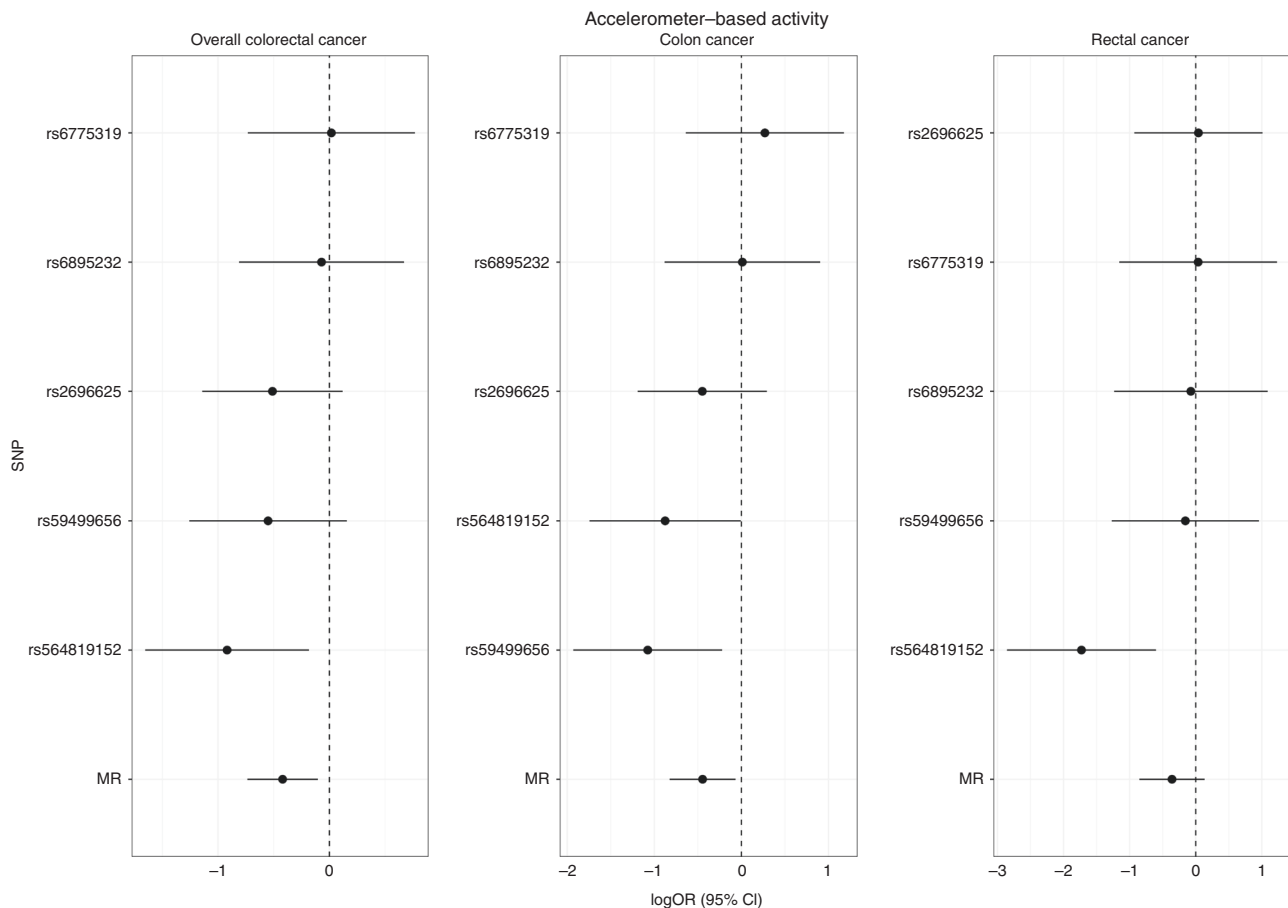 Accelerometer–based activity
Overall colorectal cancer
Colon cancer
Rectal cancer
SNP
rs6775319
rs6895232
rs2696625
rs59499656
rs564819152
MR
–1
0
rs6775319
rs6895232
rs2696625
rs564819152
rs59499656
MR
–2
–1
0
1
rs2696625
rs6775319
rs6895232
rs59499656
rs564819152
MR
–3
–2
–1
0
1
logOR (95% CI)